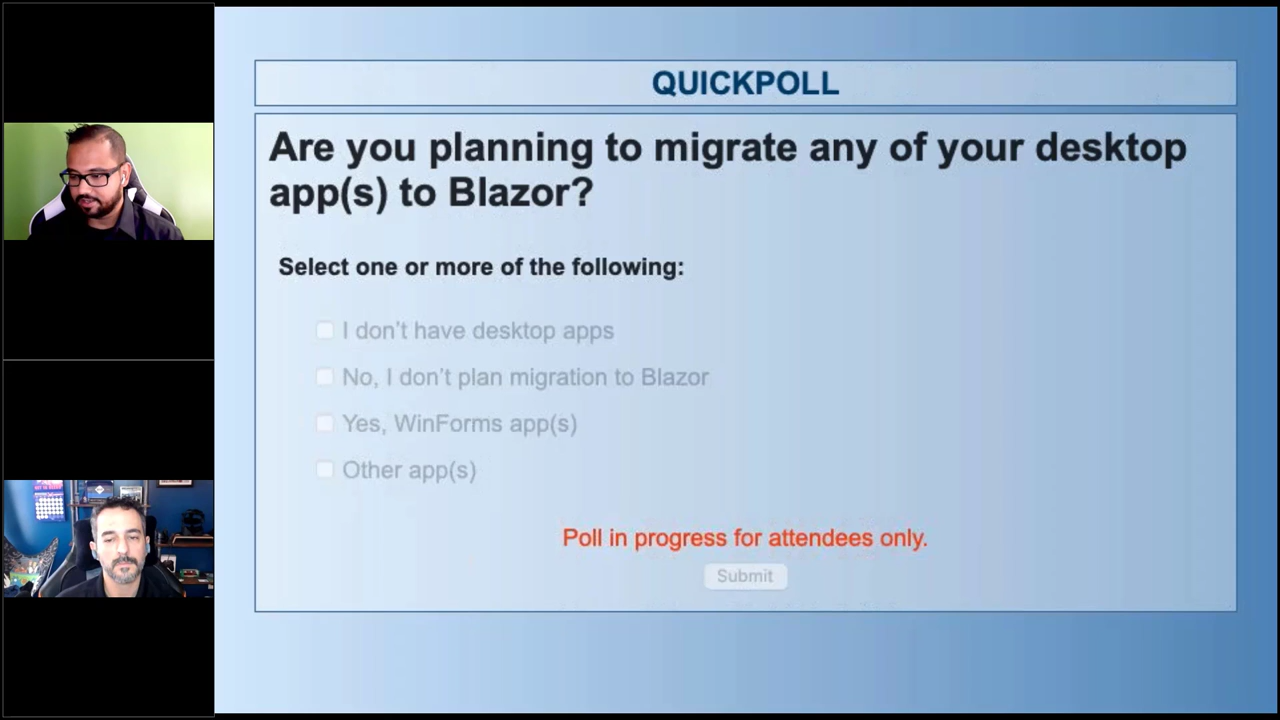 QUICKPOLL
Are you planning to migrate any of your desktop
app(s) to Blazor?
Select one or more of the following:
I don't have desktop apps
No, I don't plan migration to Blazor
Yes, WinForms app(s)
Other app(s)
Poll in progress for attendees only.
Submit